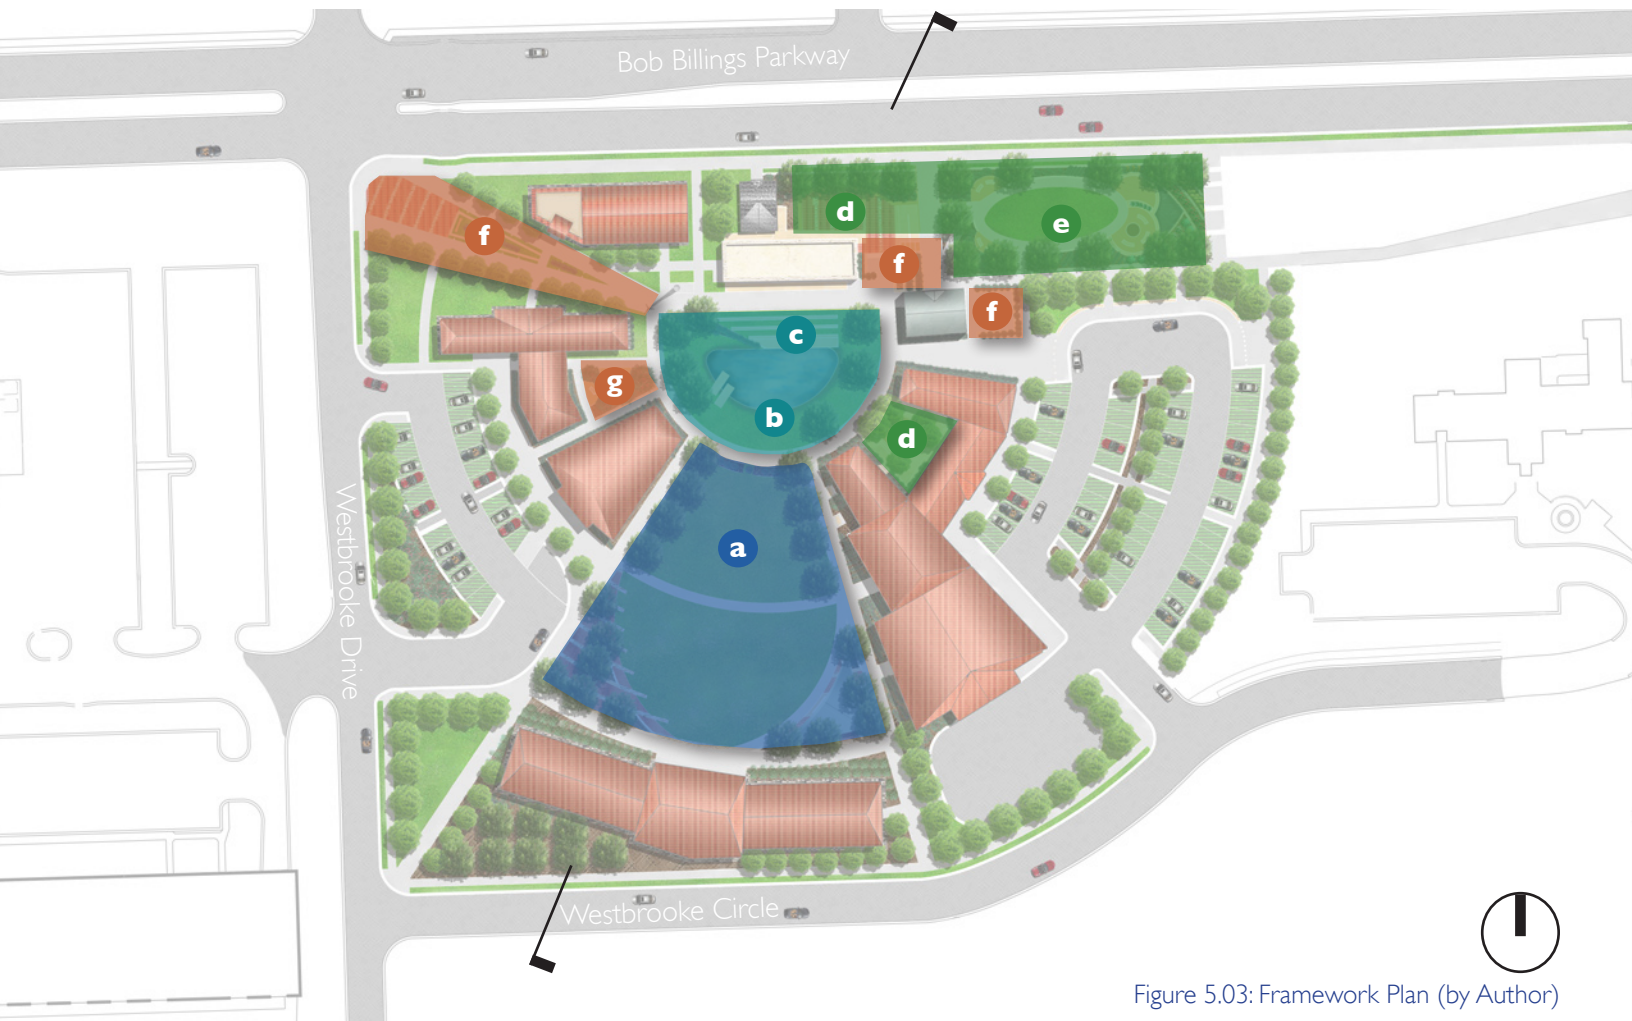 Bob Billings Parkway
d
e
f
f
f
c
g
b
d
a
Westbrooke Drive
Westbrooke Circle
Figure 5.03: Framework Plan (by Author)